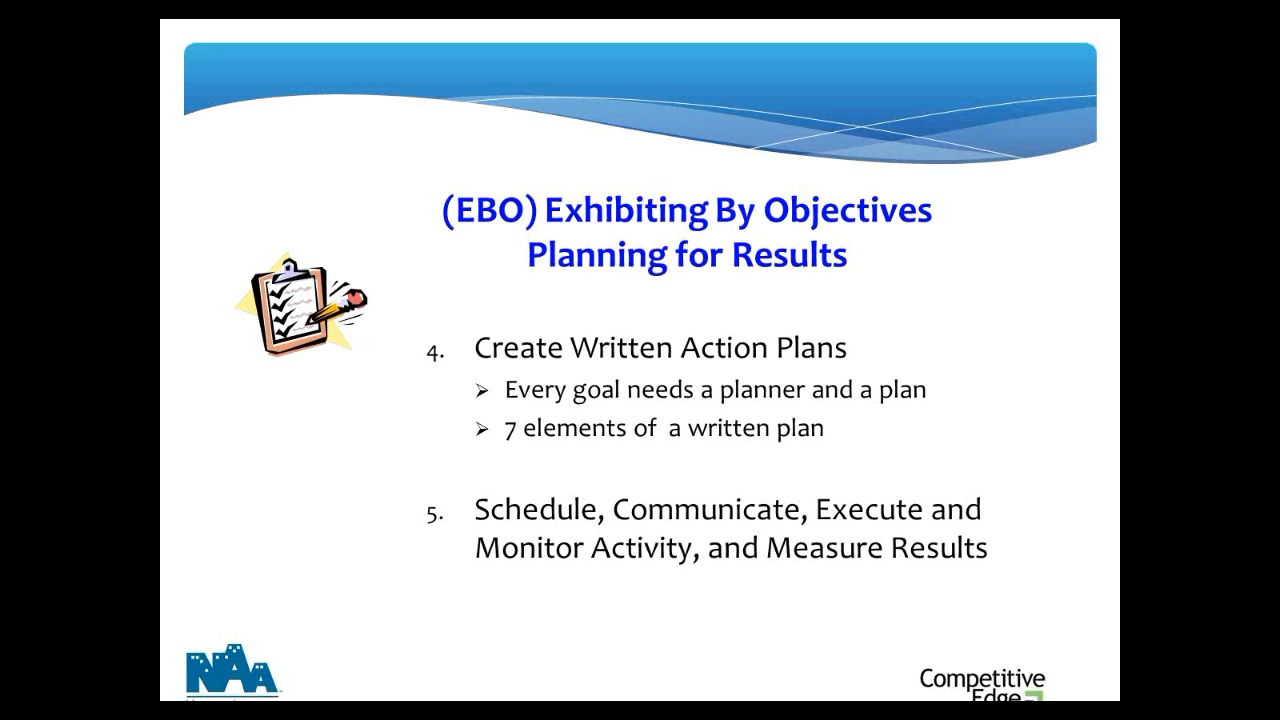 (EBO) Exhibiting By Objectives
Planning for Results
4. Create Written Action Plans
➢ Every goal needs a planner and a plan
➢ 7 elements of a written plan
5. Schedule, Communicate, Execute and
Monitor Activity, and Measure Results
NAA
Competitive
Edge